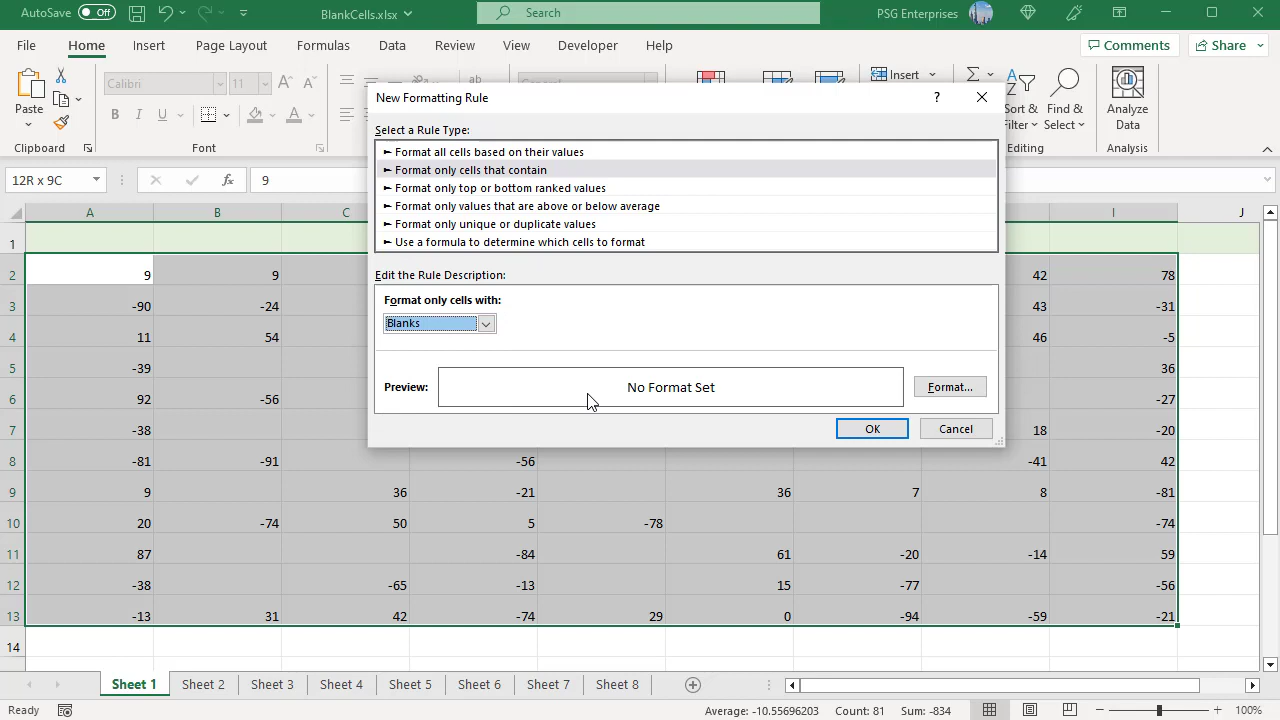 AutoSave Off BlankCells.xlsx Search PSG Enterprises
File Home Insert Page Layout Formulas Data Review View Developer Help Comments Share
Paste Calibri 11 General Insert Sort & Filter Find & Select Analyze Data
Clipboard Font Editing Analysis
12R x 9C fx 9
New Formatting Rule ?
Select a Rule Type:
► Format all cells based on their values
► Format only cells that contain
► Format only top or bottom ranked values
► Format only values that are above or below average
► Format only unique or duplicate values
► Use a formula to determine which cells to format
Edit the Rule Description:
Format only cells with:
Blanks
Preview: No Format Set Format...
OK Cancel
A B C I J
1
2 9 9 42 78
3 -90 -24 43 -31
4 11 54 46 -5
5 -39 36
6 92 -56 -27
7 -38 18 -20
8 -81 -91 -56 -41 42
9 9 36 -21 36 7 8 -81
10 20 -74 50 5 -78 -74
11 87 -84 61 -20 -14 59
12 -38 -65 -13 15 -77 -56
13 -13 31 42 -74 29 0 -94 -59 -21
14
Sheet 1 Sheet 2 Sheet 3 Sheet 4 Sheet 5 Sheet 6 Sheet 7 Sheet 8
Ready Average: -10.55696203 Count: 81 Sum: -834 100%